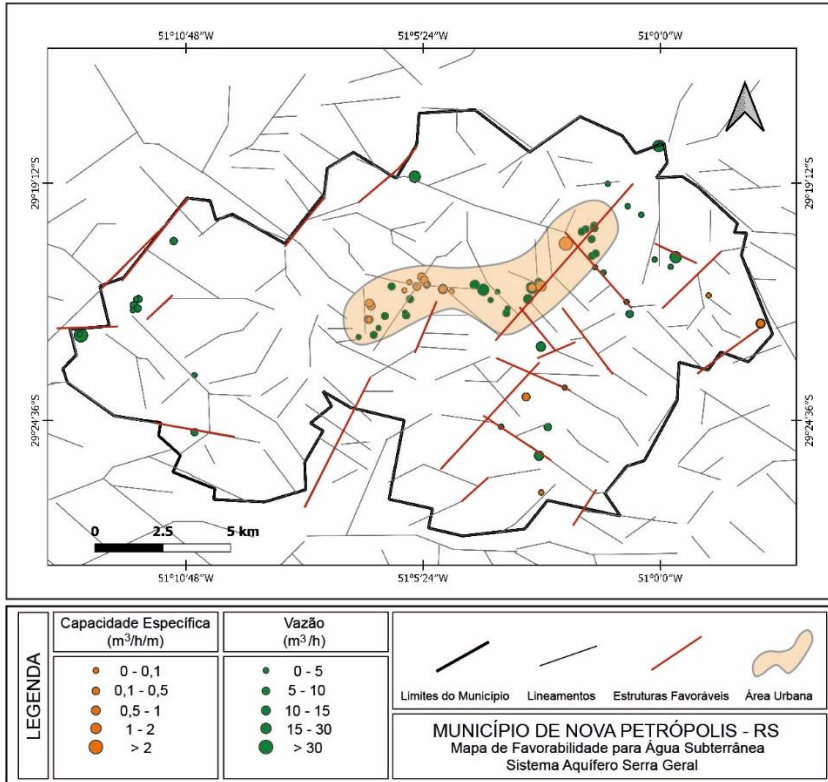 51°10'48"W 51°5'24"W 51°0'0"W
29°19'12"S 29°19'12"S
29°24'36"S 29°24'36"S
0 2.5 5 km
51°10'48"W 51°5'24"W 51°0'0"W
LEGENDA
Capacidade Específica
(m³/h/m)
0 - 0,1
0,1 - 0,5
0,5 - 1
1 - 2
> 2
Vazão
(m³/h)
0 - 5
5 - 10
10 - 15
15 - 30
> 30
Limites do Município Lineamentos Estruturas Favoráveis Área Urbana
MUNICÍPIO DE NOVA PETRÓPOLIS - RS
Mapa de Favorabilidade para Água Subterrânea
Sistema Aquífero Serra Geral